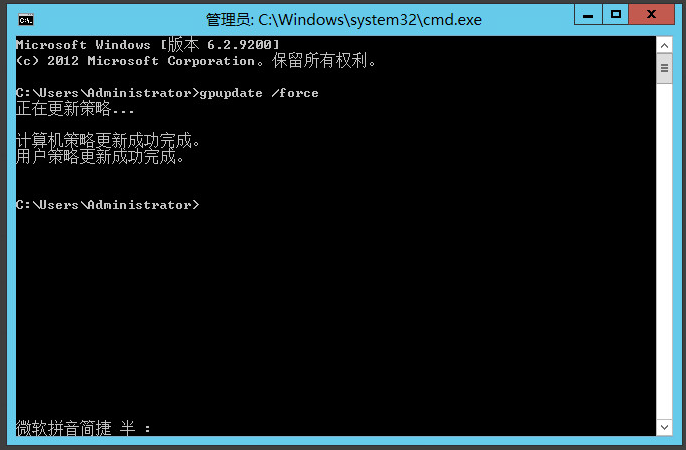 管理员: C:\Windows\system32\cmd.exe
Microsoft Windows [版本 6.2.9200]
(c) 2012 Microsoft Corporation。保留所有权利。
C:\Users\Administrator>gpupdate /force
正在更新策略...
计算机策略更新成功完成。
用户策略更新成功完成。
C:\Users\Administrator>
微软拼音简捷 半 :